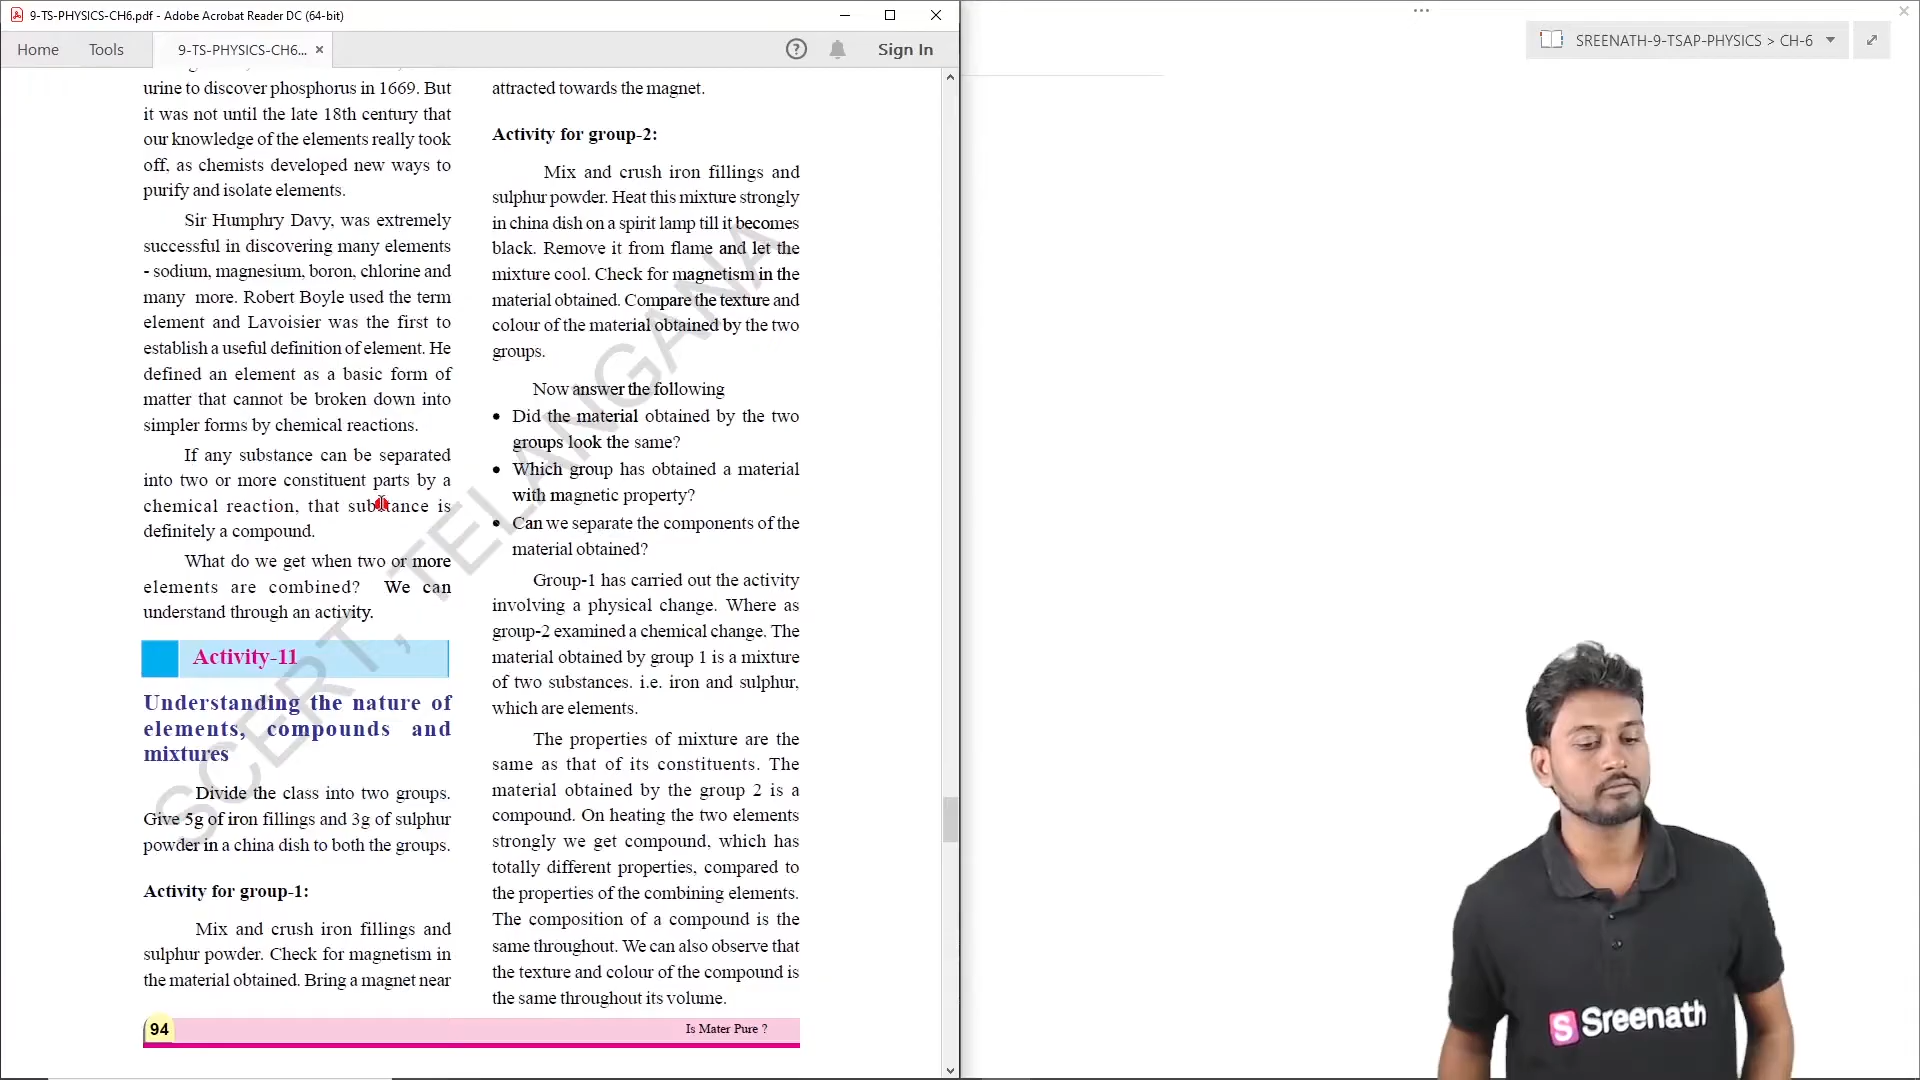 9-TS-PHYSICS-CH6.pdf - Adobe Acrobat Reader DC (64-bit)
Home
Tools
9-TS-PHYSICS-CH6...
Sign In
urine to discover phosphorus in 1669. But
it was not until the late 18th century that
our knowledge of the elements really took
off, as chemists developed new ways to
purify and isolate elements.
Sir Humphry Davy, was extremely
successful in discovering many elements
- sodium, magnesium, boron, chlorine and
many more. Robert Boyle used the term
element and Lavoisier was the first to
establish a useful definition of element. He
defined an element as a basic form of
matter that cannot be broken down into
simpler forms by chemical reactions.
If any substance can be separated
into two or more constituent parts by a
chemical reaction, that substance is
definitely a compound.
What do we get when two or more
elements are combined? We can
understand through an activity.
Activity-11
Understanding the nature of
elements, compounds and
mixtures
Divide the class into two groups.
Give 5g of iron fillings and 3g of sulphur
powder in a china dish to both the groups.
Activity for group-1:
Mix and crush iron fillings and
sulphur powder. Check for magnetism in
the material obtained. Bring a magnet near
attracted towards the magnet.
Activity for group-2:
Mix and crush iron fillings and
sulphur powder. Heat this mixture strongly
in china dish on a spirit lamp till it becomes
black. Remove it from flame and let the
mixture cool. Check for magnetism in the
material obtained. Compare the texture and
colour of the material obtained by the two
groups.
Now answer the following
• Did the material obtained by the two
groups look the same?
• Which group has obtained a material
with magnetic property?
• Can we separate the components of the
material obtained?
Group-1 has carried out the activity
involving a physical change. Where as
group-2 examined a chemical change. The
material obtained by group 1 is a mixture
of two substances. i.e. iron and sulphur,
which are elements.
The properties of mixture are the
same as that of its constituents. The
material obtained by the group 2 is a
compound. On heating the two elements
strongly we get compound, which has
totally different properties, compared to
the properties of the combining elements.
The composition of a compound is the
same throughout. We can also observe that
the texture and colour of the compound is
the same throughout its volume.
94
Is Mater Pure ?
SCERT, TELANGANA
SREENATH-9-TSAP-PHYSICS > CH-6
S Sreenath